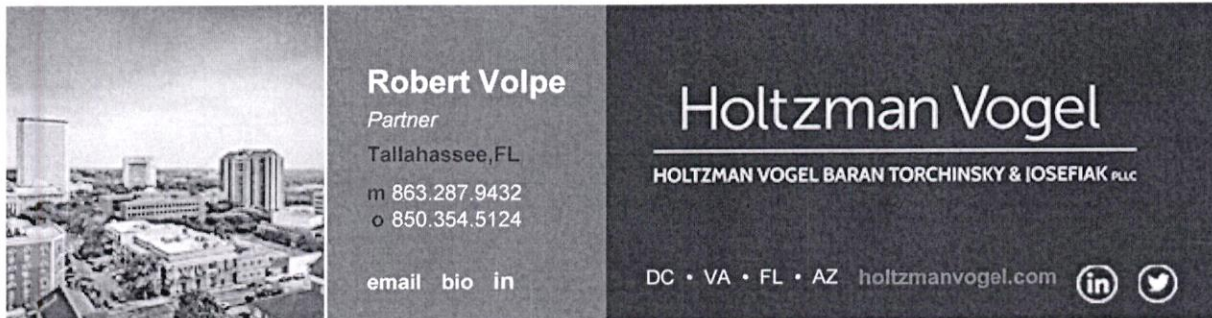 Robert Volpe
Partner
Tallahassee,FL
m 863.287.9432
o 850.354.5124
email bio in
Holtzman Vogel
HOLTZMAN VOGEL BARAN TORCHINSKY & JOSEFIAK PLLC
DC • VA • FL • AZ holtzmanvogel.com in